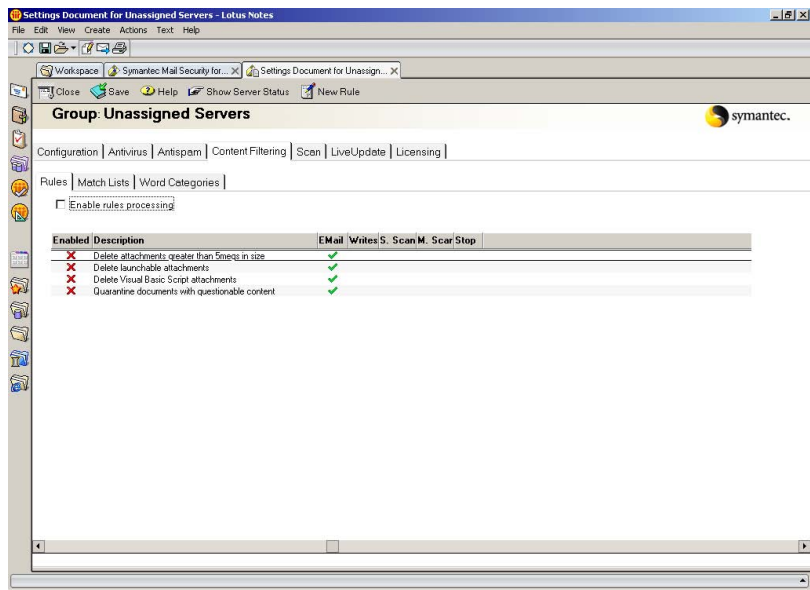 Settings Document for Unassigned Servers - Lotus Notes
File Edit View Create Actions Text Help
Workspace Symantec Mail Security for... Settings Document for Unassign...
Close Save Help Show Server Status New Rule
Group: Unassigned Servers
symantec.
Configuration Antivirus Antispam Content Filtering Scan LiveUpdate Licensing
Rules Match Lists Word Categories
Enable rules processing
Enabled Description EMail Writes S. Scan M. Scar Stop
Delete attachments greater than 5megs in size
Delete launchable attachments
Delete Visual Basic Script attachments
Quarantine documents with questionable content